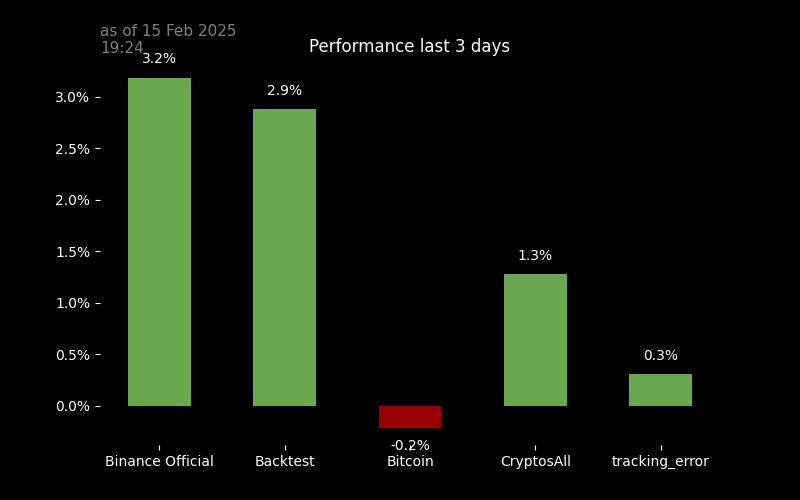 as of 15 Feb 2025
19:24
Performance last 3 days
3.2%
2.9%
-0.2%
1.3%
0.3%
3.0%
2.5%
2.0%
1.5%
1.0%
0.5%
0.0%
Binance Official
Backtest
Bitcoin
CryptosAll
tracking_error